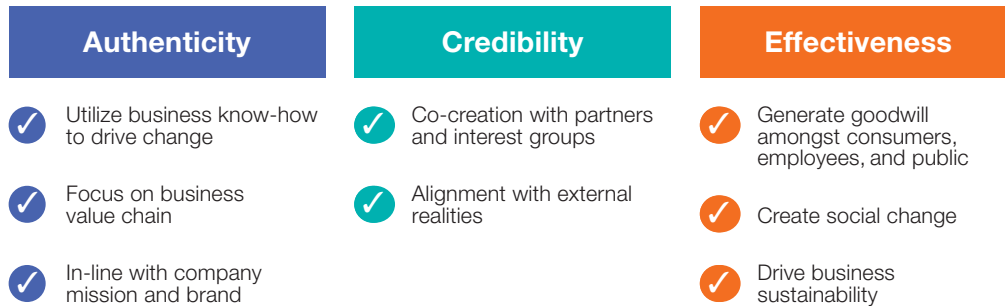 Authenticity
Utilize business know-how
to drive change
Focus on business
value chain
In-line with company
mission and brand
Credibility
Co-creation with partners
and interest groups
Alignment with external
realities
Effectiveness
Generate goodwill
amongst consumers,
employees, and public
Create social change
Drive business
sustainability